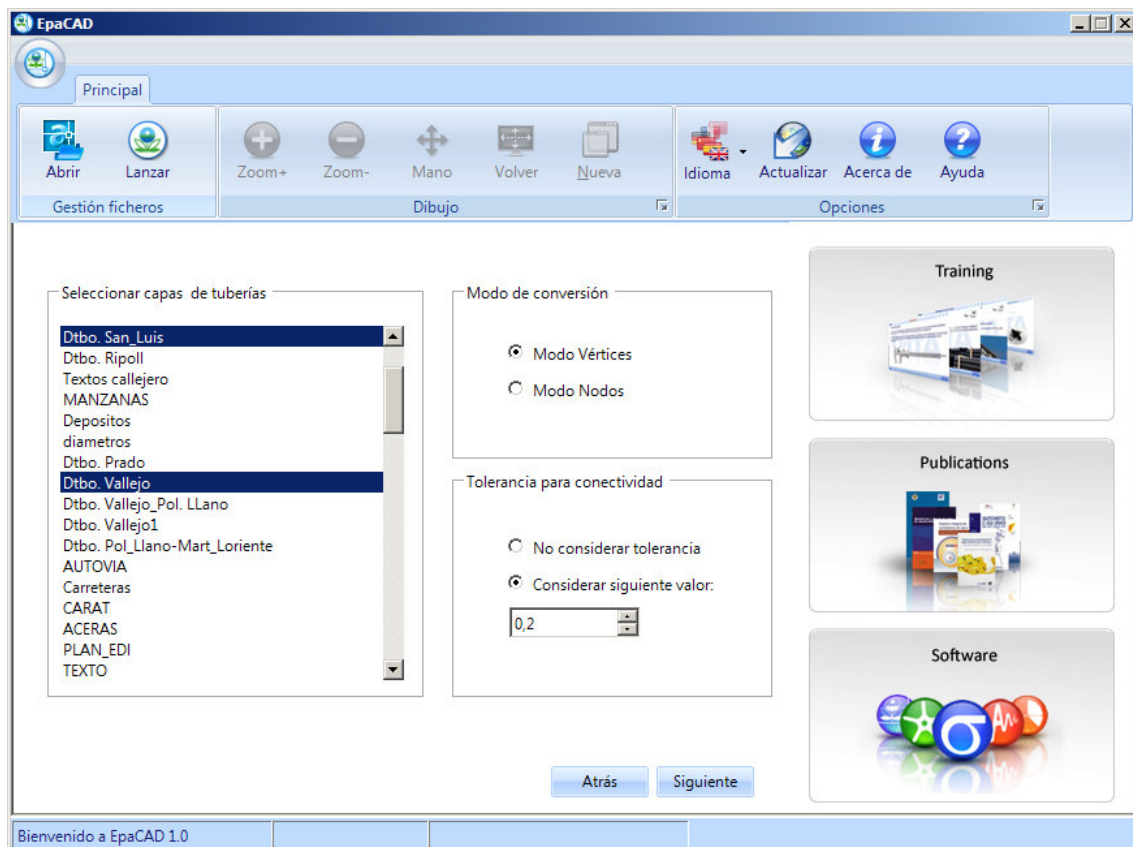 EpaCAD
Principal
Abrir
Lanzar
Zoom+
Zoom-
Mano
Volver
Nueva
Idioma
Actualizar
Acerca de
Ayuda
Gestión ficheros
Dibujo
Opciones
Seleccionar capas de tuberías
Dtbo. San_Luis
Dtbo. Ripoll
Textos callejero
MANZANAS
Depositos
diametros
Dtbo. Prado
Dtbo. Vallejo
Dtbo. Vallejo_Pol. LLano
Dtbo. Vallejo1
Dtbo. Pol_Llano-Mart_Loriente
AUTOVIA
Carreteras
CARAT
ACERAS
PLAN_EDI
TEXTO
Modo de conversión
Modo Vértices
Modo Nodos
Tolerancia para conectividad
No considerar tolerancia
Considerar siguiente valor:
0,2
Atrás
Siguiente
Training
Publications
Software
Bienvenido a EpaCAD 1.0